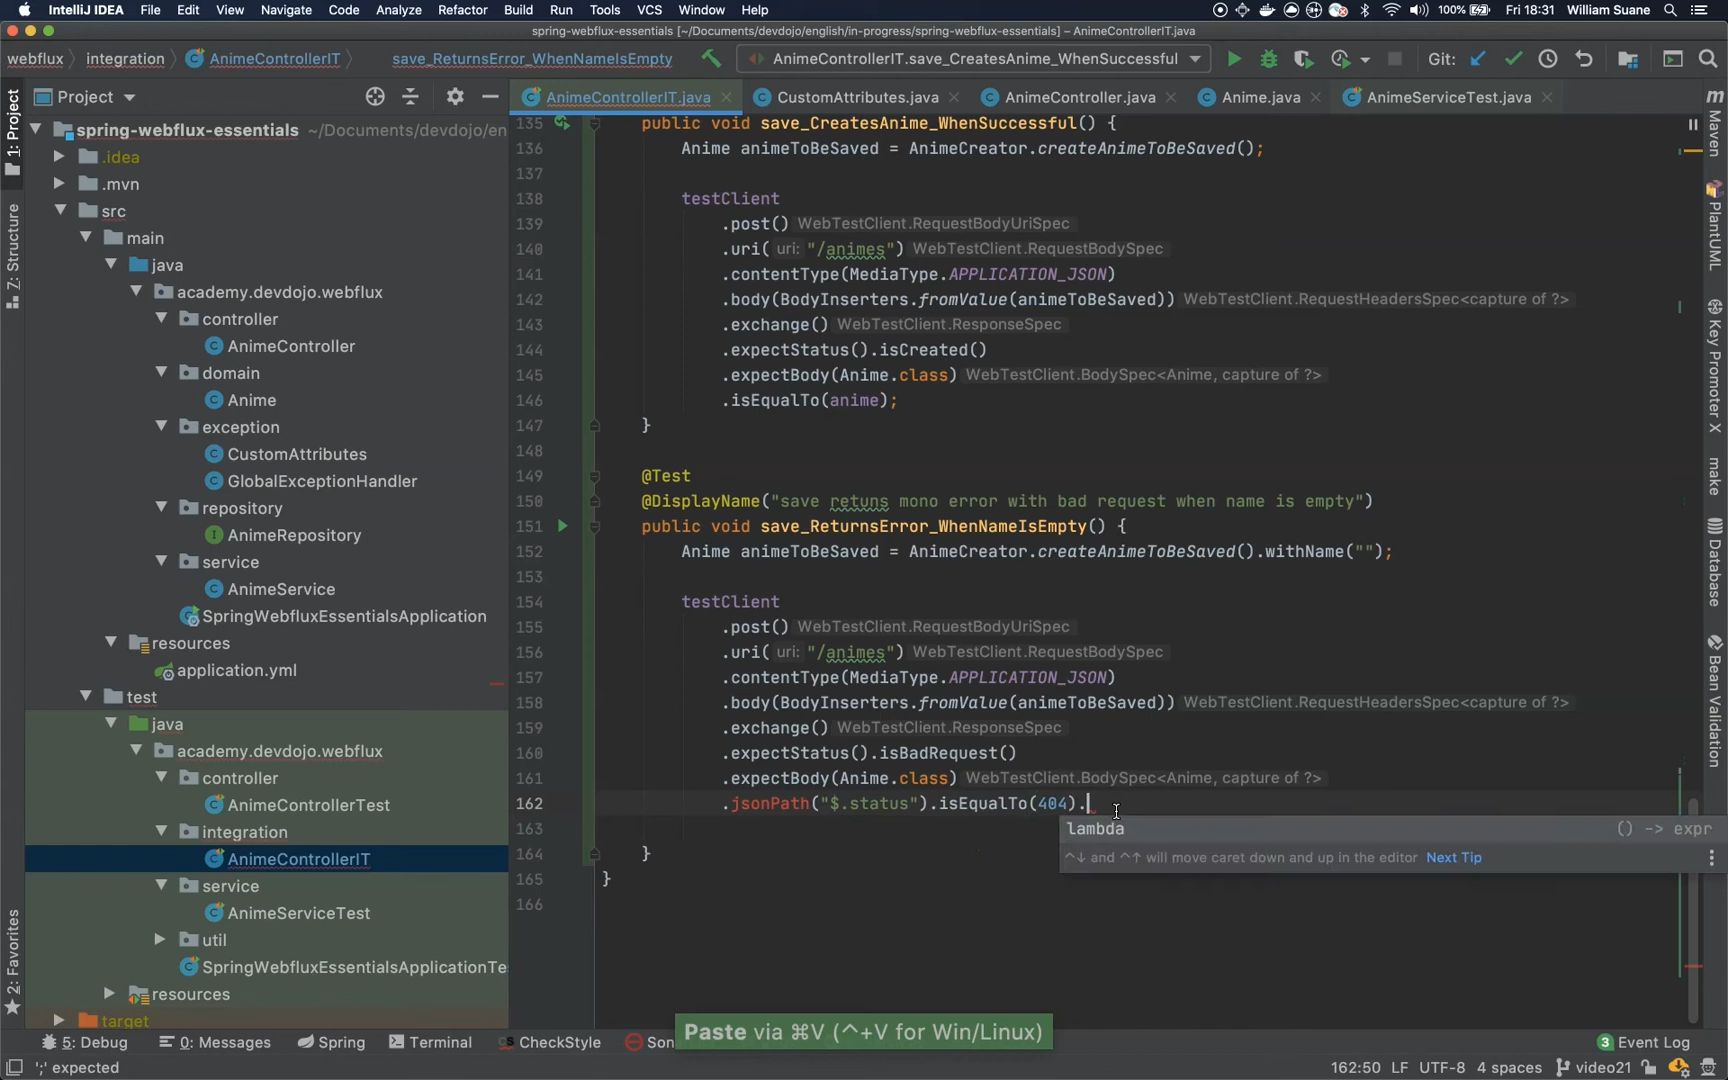 IntelliJ IDEA File Edit View Navigate Code Analyze Refactor Build Run Tools VCS Window Help 100% Fri 18:31 William Suane
spring-webflux-essentials [~/Documents/devdojo/english/in-progress/spring-webflux-essentials] – AnimeControllerIT.java
webflux integration AnimeControllerIT save_ReturnsError_WhenNameIsEmpty AnimeControllerIT.save_CreatesAnime_WhenSuccessful Git:
Project AnimeControllerIT.java CustomAttributes.java AnimeController.java Anime.java AnimeServiceTest.java
1: Project
Z: Structure
2: Favorites
spring-webflux-essentials ~/Documents/devdojo/en
.idea
.mvn
src
main
java
academy.devdojo.webflux
controller
AnimeController
domain
Anime
exception
CustomAttributes
GlobalExceptionHandler
repository
AnimeRepository
service
AnimeService
SpringWebfluxEssentialsApplication
resources
application.yml
test
java
academy.devdojo.webflux
controller
AnimeControllerTest
integration
AnimeControllerIT
service
AnimeServiceTest
util
SpringWebfluxEssentialsApplicationTe
resources
target
135 public void save_CreatesAnime_WhenSuccessful() {
136 Anime animeToBeSaved = AnimeCreator.createAnimeToBeSaved();
137
138 testClient
139 .post() WebTestClient.RequestBodyUriSpec
140 .uri( uri: "/animes") WebTestClient.RequestBodySpec
141 .contentType(MediaType.APPLICATION_JSON)
142 .body(BodyInserters.fromValue(animeToBeSaved)) WebTestClient.RequestHeadersSpec<capture of ?>
143 .exchange() WebTestClient.ResponseSpec
144 .expectStatus().isCreated()
145 .expectBody(Anime.class) WebTestClient.BodySpec<Anime, capture of ?>
146 .isEqualTo(anime);
147 }
148
149 @Test
150 @DisplayName("save retuns mono error with bad request when name is empty")
151 public void save_ReturnsError_WhenNameIsEmpty() {
152 Anime animeToBeSaved = AnimeCreator.createAnimeToBeSaved().withName("");
153
154 testClient
155 .post() WebTestClient.RequestBodyUriSpec
156 .uri( uri: "/animes") WebTestClient.RequestBodySpec
157 .contentType(MediaType.APPLICATION_JSON)
158 .body(BodyInserters.fromValue(animeToBeSaved)) WebTestClient.RequestHeadersSpec<capture of ?>
159 .exchange() WebTestClient.ResponseSpec
160 .expectStatus().isBadRequest()
161 .expectBody(Anime.class) WebTestClient.BodySpec<Anime, capture of ?>
162 .jsonPath("$.status").isEqualTo(404).
163
164 }
165 }
166
lambda () -> expr
^↓ and ^↑ will move caret down and up in the editor Next Tip
Maven
PlantUML
Key Promoter X
make
Database
Bean Validation
Paste via ⌘V (^+V for Win/Linux)
5: Debug 0: Messages Spring Terminal CheckStyle Son 3 Event Log
';' expected 162:50 LF UTF-8 4 spaces video21